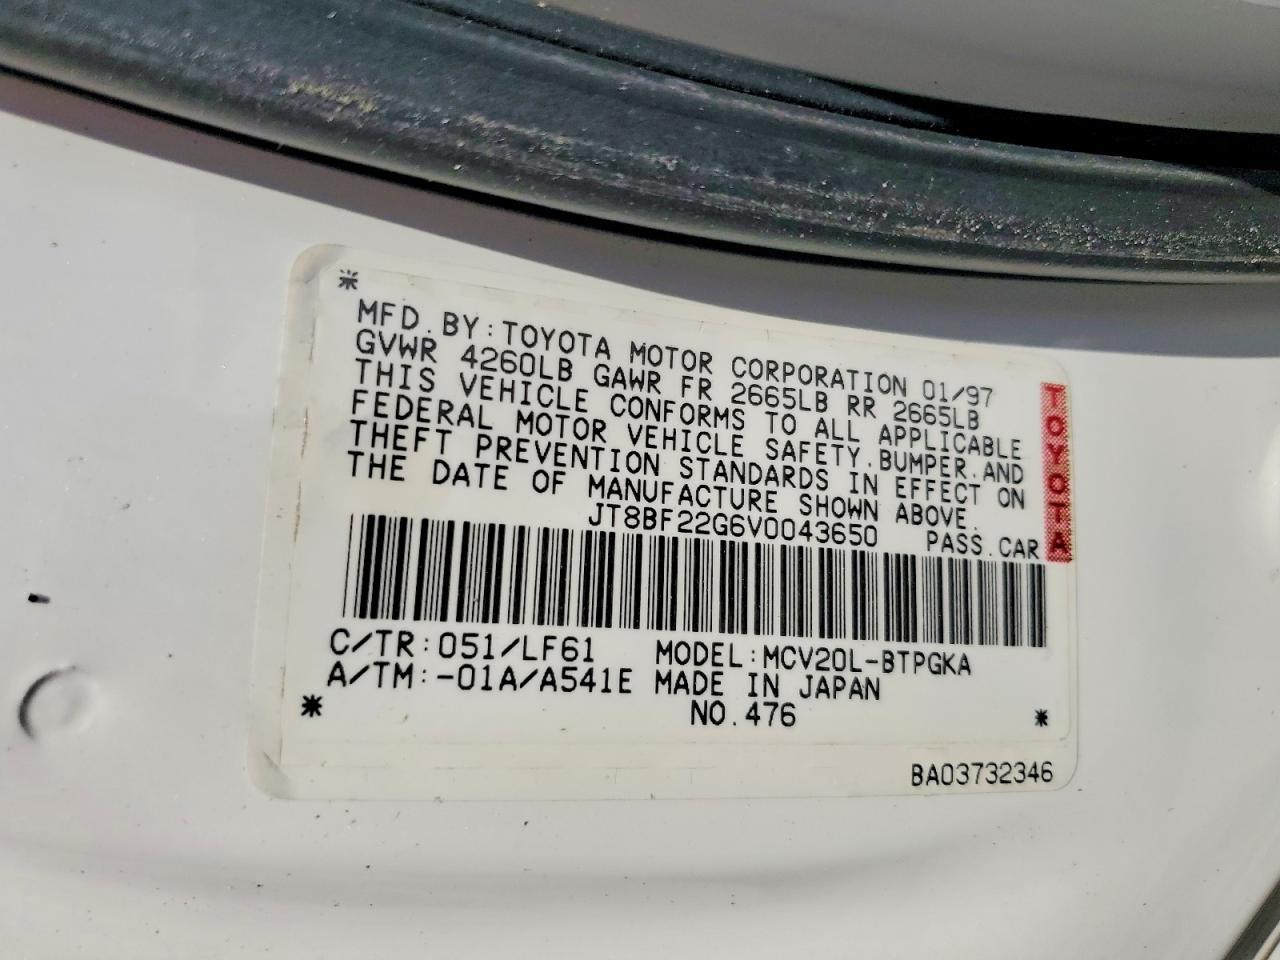 MFD.BY:TOYOTA MOTOR CORPORATION 01/97
GVWR 4260LB GAWR FR 2665LB RR 2665LB
THIS VEHICLE CONFORMS TO ALL APPLICABLE
FEDERAL MOTOR VEHICLE SAFETY.BUMPER.AND
THEFT PREVENTION STANDARDS IN EFFECT ON
THE DATE OF MANUFACTURE SHOWN ABOVE.
JT8BF22G6V0043650 PASS.CAR
TOYOTA
C/TR:051/LF61 MODEL:MCV20L-BTPGKA
A/TM:-01A/A541E MADE IN JAPAN
NO.476
BA03732346